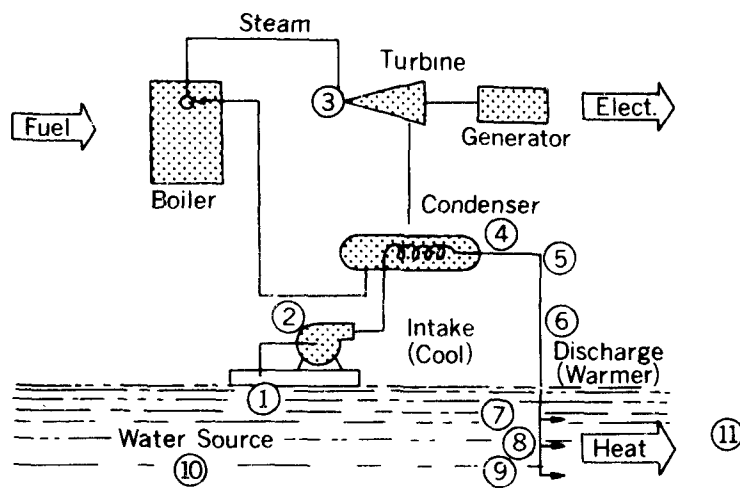 Steam
Turbine
③
Fuel
Elect.
Generator
Boiler
Condenser
④
⑤
②
Intake
(Cool)
⑥
Discharge
(Warmer)
①
⑦
Water Source
⑧
Heat
⑪
⑩
⑨